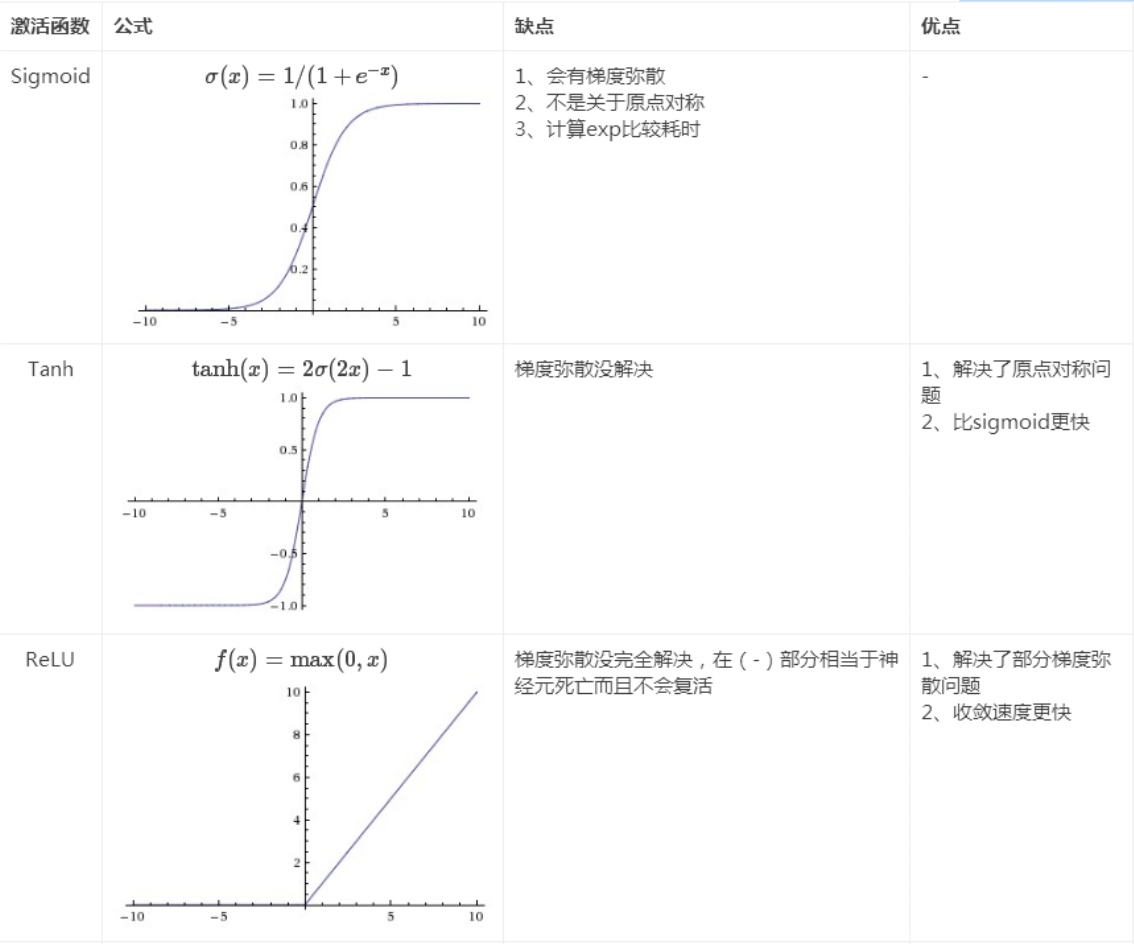 激活函数 公式 缺点 优点
Sigmoid
σ(x) = 1/(1 + e^{-x})
1.0
0.8
0.6
0.4
0.2
-10 -5 5 10
1、会有梯度弥散
2、不是关于原点对称
3、计算exp比较耗时
-
Tanh
tanh(x) = 2σ(2x) − 1
1.0
0.5
-10 -5 5 10
-0.5
-1.0
梯度弥散没解决
1、解决了原点对称问
题
2、比sigmoid更快
ReLU
f(x) = max(0, x)
10
8
6
4
2
-10 -5 5 10
梯度弥散没完全解决，在（-）部分相当于神
经元死亡而且不会复活
1、解决了部分梯度弥
散问题
2、收敛速度更快